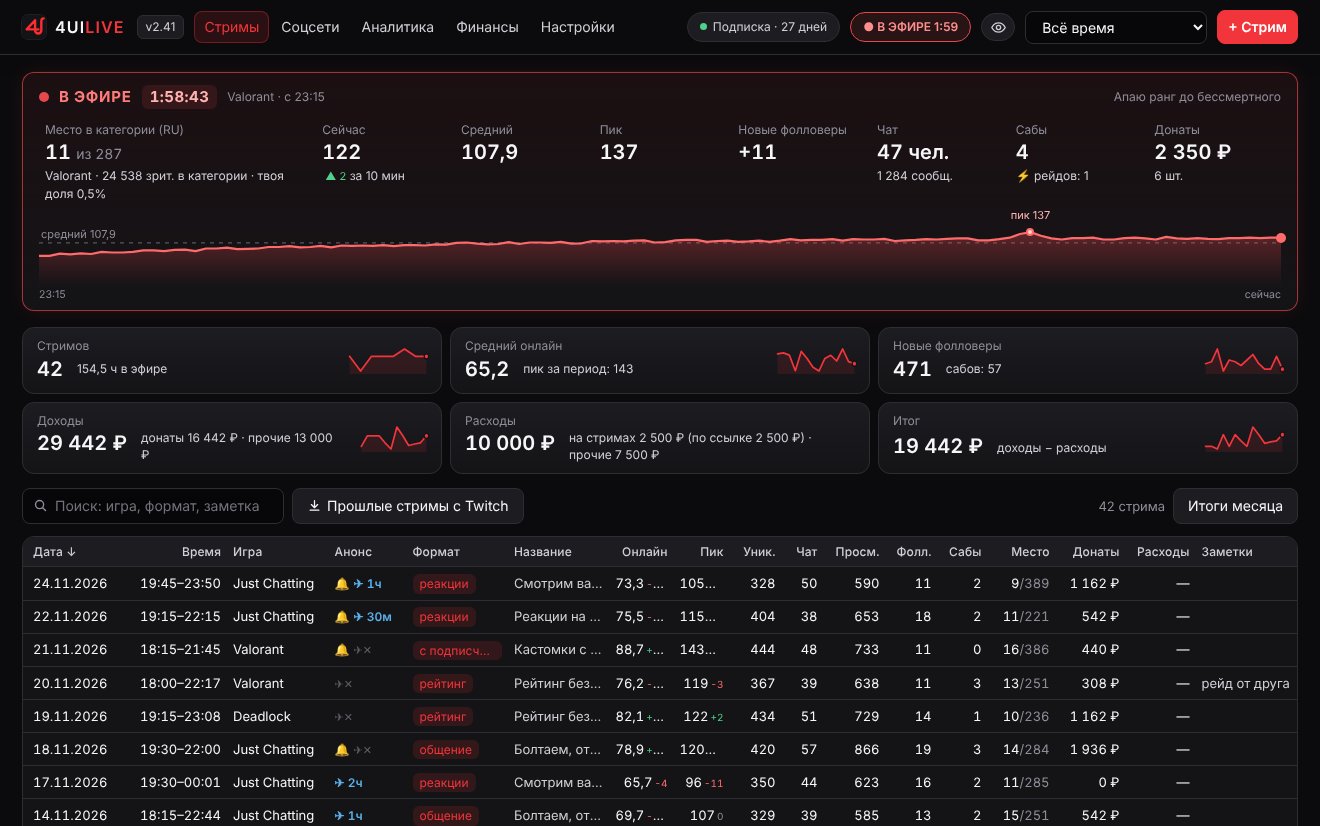 4UILIVE v2.41 Стримы Соцсети Аналитика Финансы Настройки Подписка · 27 дней В ЭФИРЕ 1:59 Всё время + Стрим
В ЭФИРЕ 1:58:43 Valorant · с 23:15 Апаю ранг до бессмертного
Место в категории (RU) Сейчас Средний Пик Новые фолловеры Чат Сабы Донаты
11 из 287 122 107,9 137 +11 47 чел. 4 2 350 ₽
Valorant · 24 538 зрит. в категории · твоя ▲ 2 за 10 мин 1 284 сообщ. ⚡ рейдов: 1 6 шт.
доля 0,5%
пик 137
средний 107,9
23:15 сейчас
Стримов Средний онлайн Новые фолловеры
42 154,5 ч в эфире 65,2 пик за период: 143 471 сабов: 57
Доходы Расходы Итог
29 442 ₽ донаты 16 442 ₽ · прочие 13 000 10 000 ₽ на стримах 2 500 ₽ (по ссылке 2 500 ₽) · 19 442 ₽ доходы − расходы
₽ прочие 7 500 ₽
Поиск: игра, формат, заметка Прошлые стримы с Twitch 42 стрима Итоги месяца
Дата ↓ Время Игра Анонс Формат Название Онлайн Пик Уник. Чат Просм. Фолл. Сабы Место Донаты Расходы Заметки
24.11.2026 19:45–23:50 Just Chatting 🔔 ✈ 1ч реакции Смотрим ва... 73,3 -... 105... 328 50 590 11 2 9/389 1 162 ₽ —
22.11.2026 19:15–22:15 Just Chatting 🔔 ✈ 30м реакции Реакции на ... 75,5 -... 115... 404 38 653 18 2 11/221 542 ₽ —
21.11.2026 18:15–21:45 Valorant 🔔 ✈× с подписч... Кастомки с ... 88,7 +... 143... 444 48 733 11 0 16/386 440 ₽ —
20.11.2026 18:00–22:17 Valorant ✈× рейтинг Рейтинг без... 76,2 -... 119 -3 367 39 638 11 3 13/251 308 ₽ — рейд от друга
19.11.2026 19:15–23:08 Deadlock ✈× рейтинг Рейтинг без... 82,1 +... 122 +2 434 51 729 14 1 10/236 1 162 ₽ —
18.11.2026 19:30–22:00 Just Chatting 🔔 ✈× общение Болтаем, от... 78,9 +... 120... 420 57 866 19 3 14/284 1 936 ₽ —
17.11.2026 19:30–00:01 Just Chatting ✈ 2ч реакции Смотрим ва... 65,7 -4 96 -11 350 44 623 16 2 11/285 0 ₽ —
14.11.2026 18:15–22:44 Just Chatting ✈ 1ч общение Болтаем, от... 69,7 -... 107 0 329 39 585 13 2 15/251 542 ₽ —